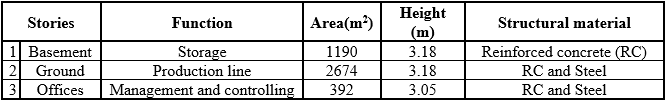 Stories Function Area(m²) Height (m) Structural material
1 Basement Storage 1190 3.18 Reinforced concrete (RC)
2 Ground Production line 2674 3.18 RC and Steel
3 Offices Management and controlling 392 3.05 RC and Steel